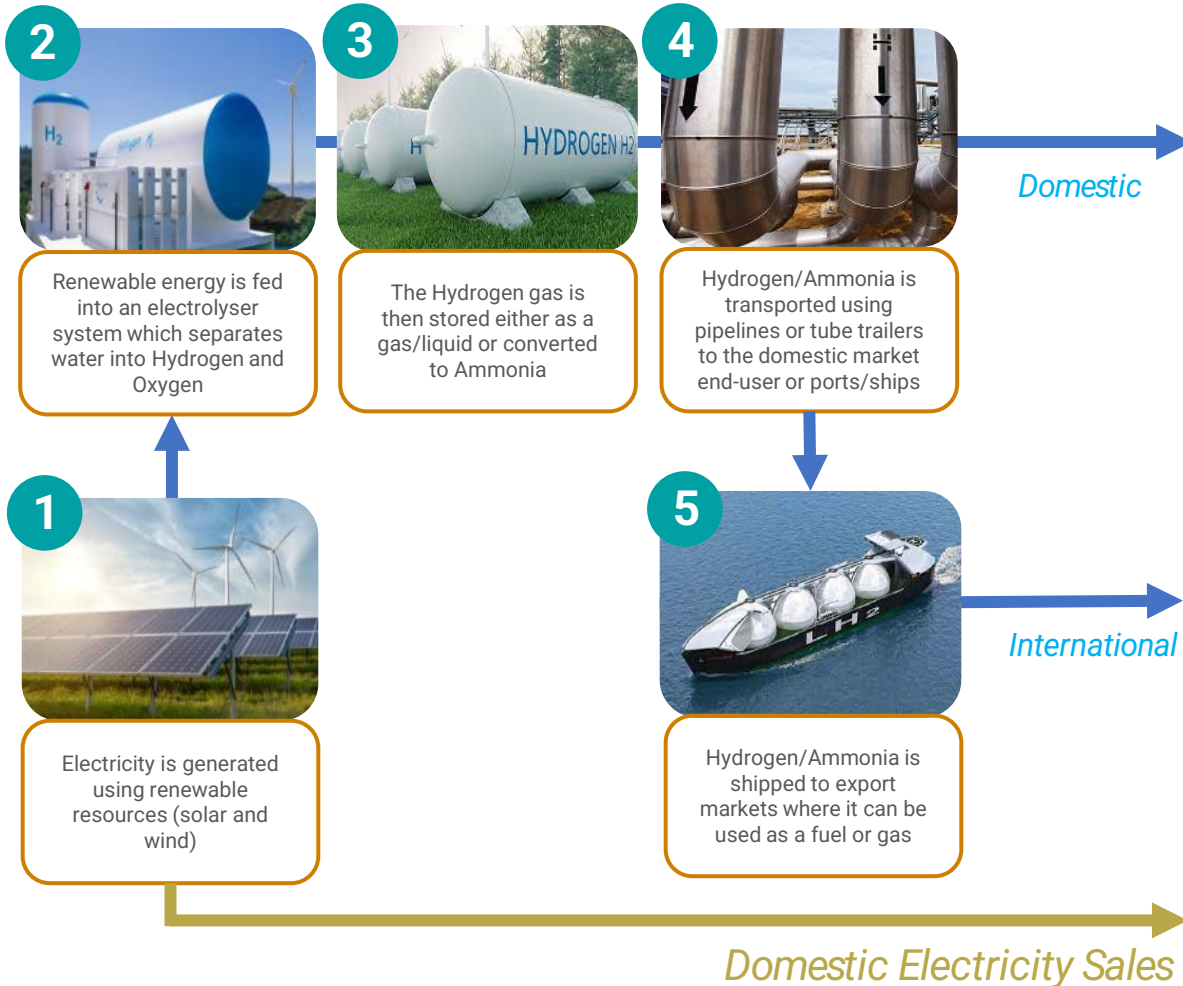 2
H2
Hydrogen
3
H
HYDROGEN H2
4
Domestic
Renewable energy is fed
into an electrolyser
system which separates
water into Hydrogen and
Oxygen
The Hydrogen gas is
then stored either as a
gas/liquid or converted
to Ammonia
Hydrogen/Ammonia is
transported using
pipelines or tube trailers
to the domestic market
end-user or ports/ships
1
5
LH2
International
Electricity is generated
using renewable
resources (solar and
wind)
Hydrogen/Ammonia is
shipped to export
markets where it can be
used as a fuel or gas
Domestic Electricity Sales